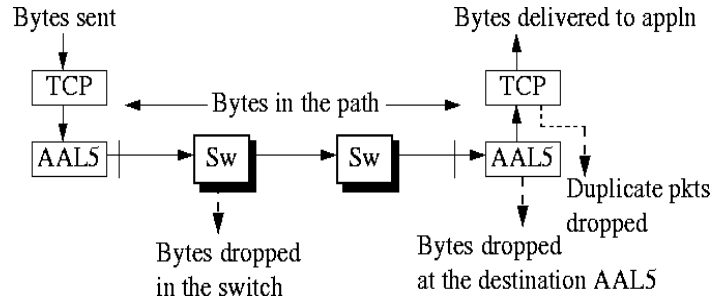 Bytes sent
Bytes delivered to appln
TCP
TCP
Bytes in the path
AAL5
Sw
Sw
AAL5
Duplicate pkts
dropped
Bytes dropped
in the switch
Bytes dropped
at the destination AAL5